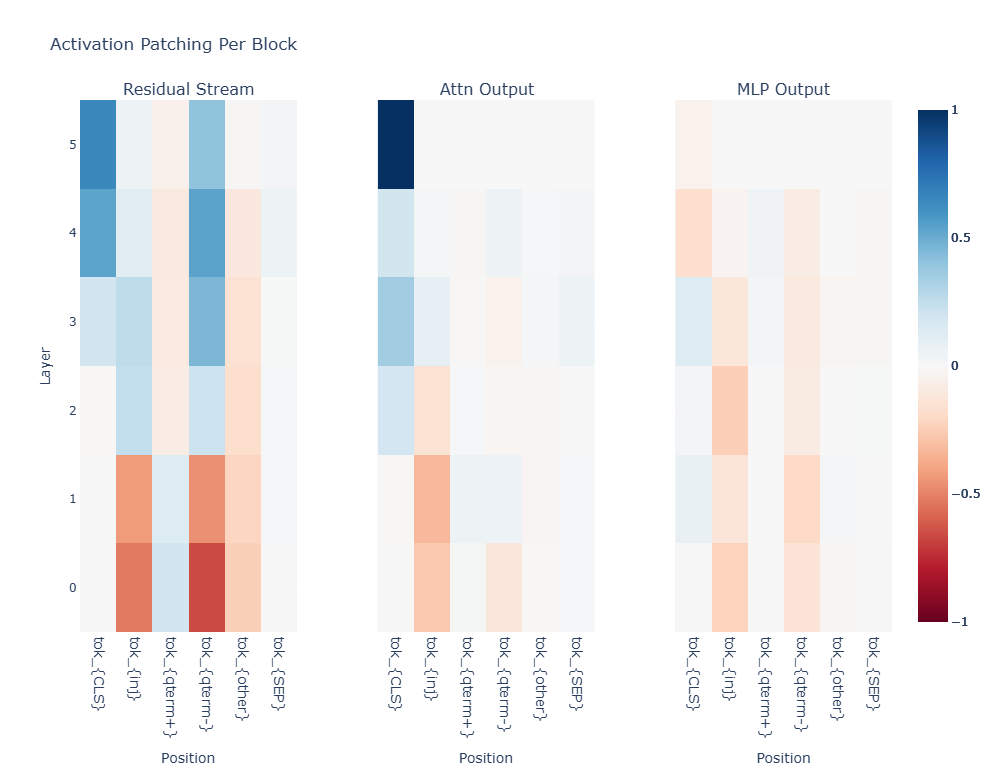 Activation Patching Per Block
Residual Stream
Attn Output
MLP Output
Layer
5
4
3
2
1
0
1
0.5
0
−0.5
−1
tok_{CLS}
tok_{inj}
tok_{qterm+}
tok_{qterm-}
tok_{other}
tok_{SEP}
tok_{CLS}
tok_{inj}
tok_{qterm+}
tok_{qterm-}
tok_{other}
tok_{SEP}
tok_{CLS}
tok_{inj}
tok_{qterm+}
tok_{qterm-}
tok_{other}
tok_{SEP}
Position
Position
Position